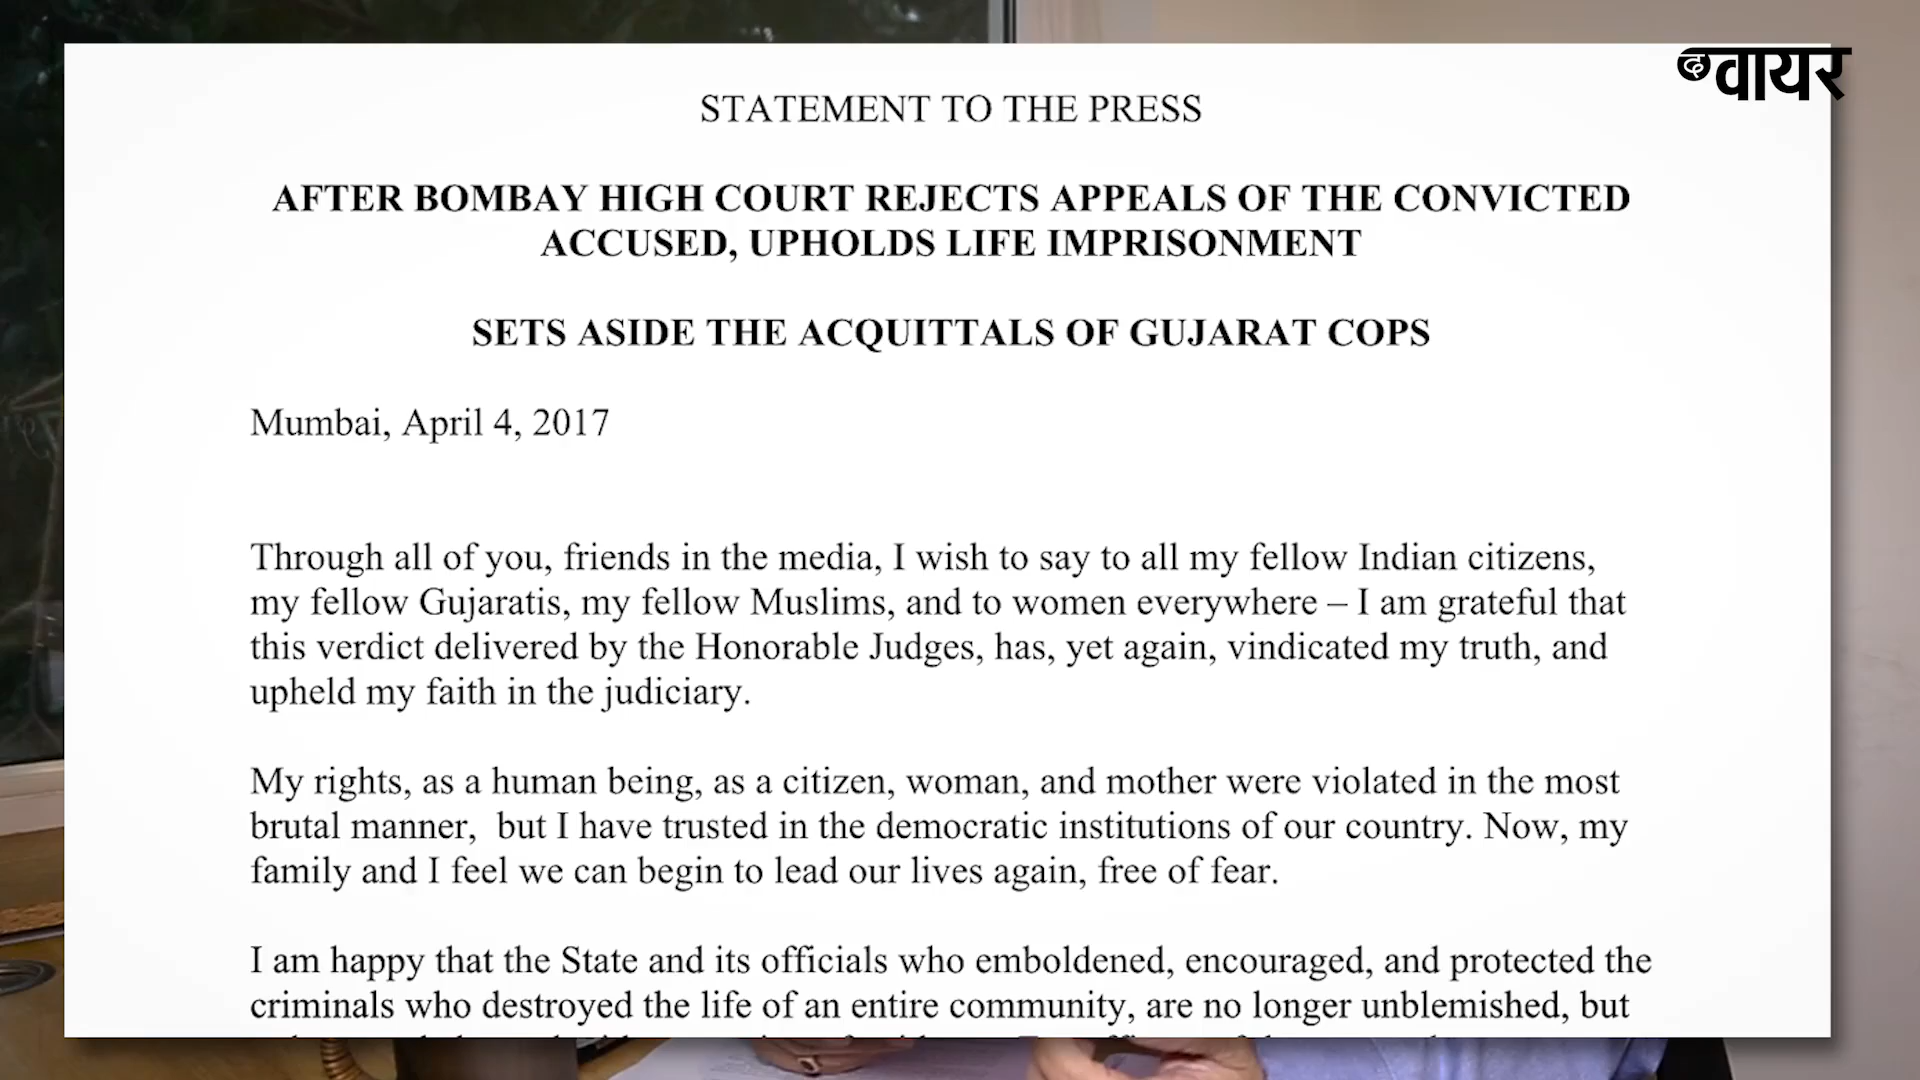 द वायर
STATEMENT TO THE PRESS
AFTER BOMBAY HIGH COURT REJECTS APPEALS OF THE CONVICTED
ACCUSED, UPHOLDS LIFE IMPRISONMENT
SETS ASIDE THE ACQUITTALS OF GUJARAT COPS
Mumbai, April 4, 2017
Through all of you, friends in the media, I wish to say to all my fellow Indian citizens,
my fellow Gujaratis, my fellow Muslims, and to women everywhere – I am grateful that
this verdict delivered by the Honorable Judges, has, yet again, vindicated my truth, and
upheld my faith in the judiciary.
My rights, as a human being, as a citizen, woman, and mother were violated in the most
brutal manner,  but I have trusted in the democratic institutions of our country. Now, my
family and I feel we can begin to lead our lives again, free of fear.
I am happy that the State and its officials who emboldened, encouraged, and protected the
criminals who destroyed the life of an entire community, are no longer unblemished, but